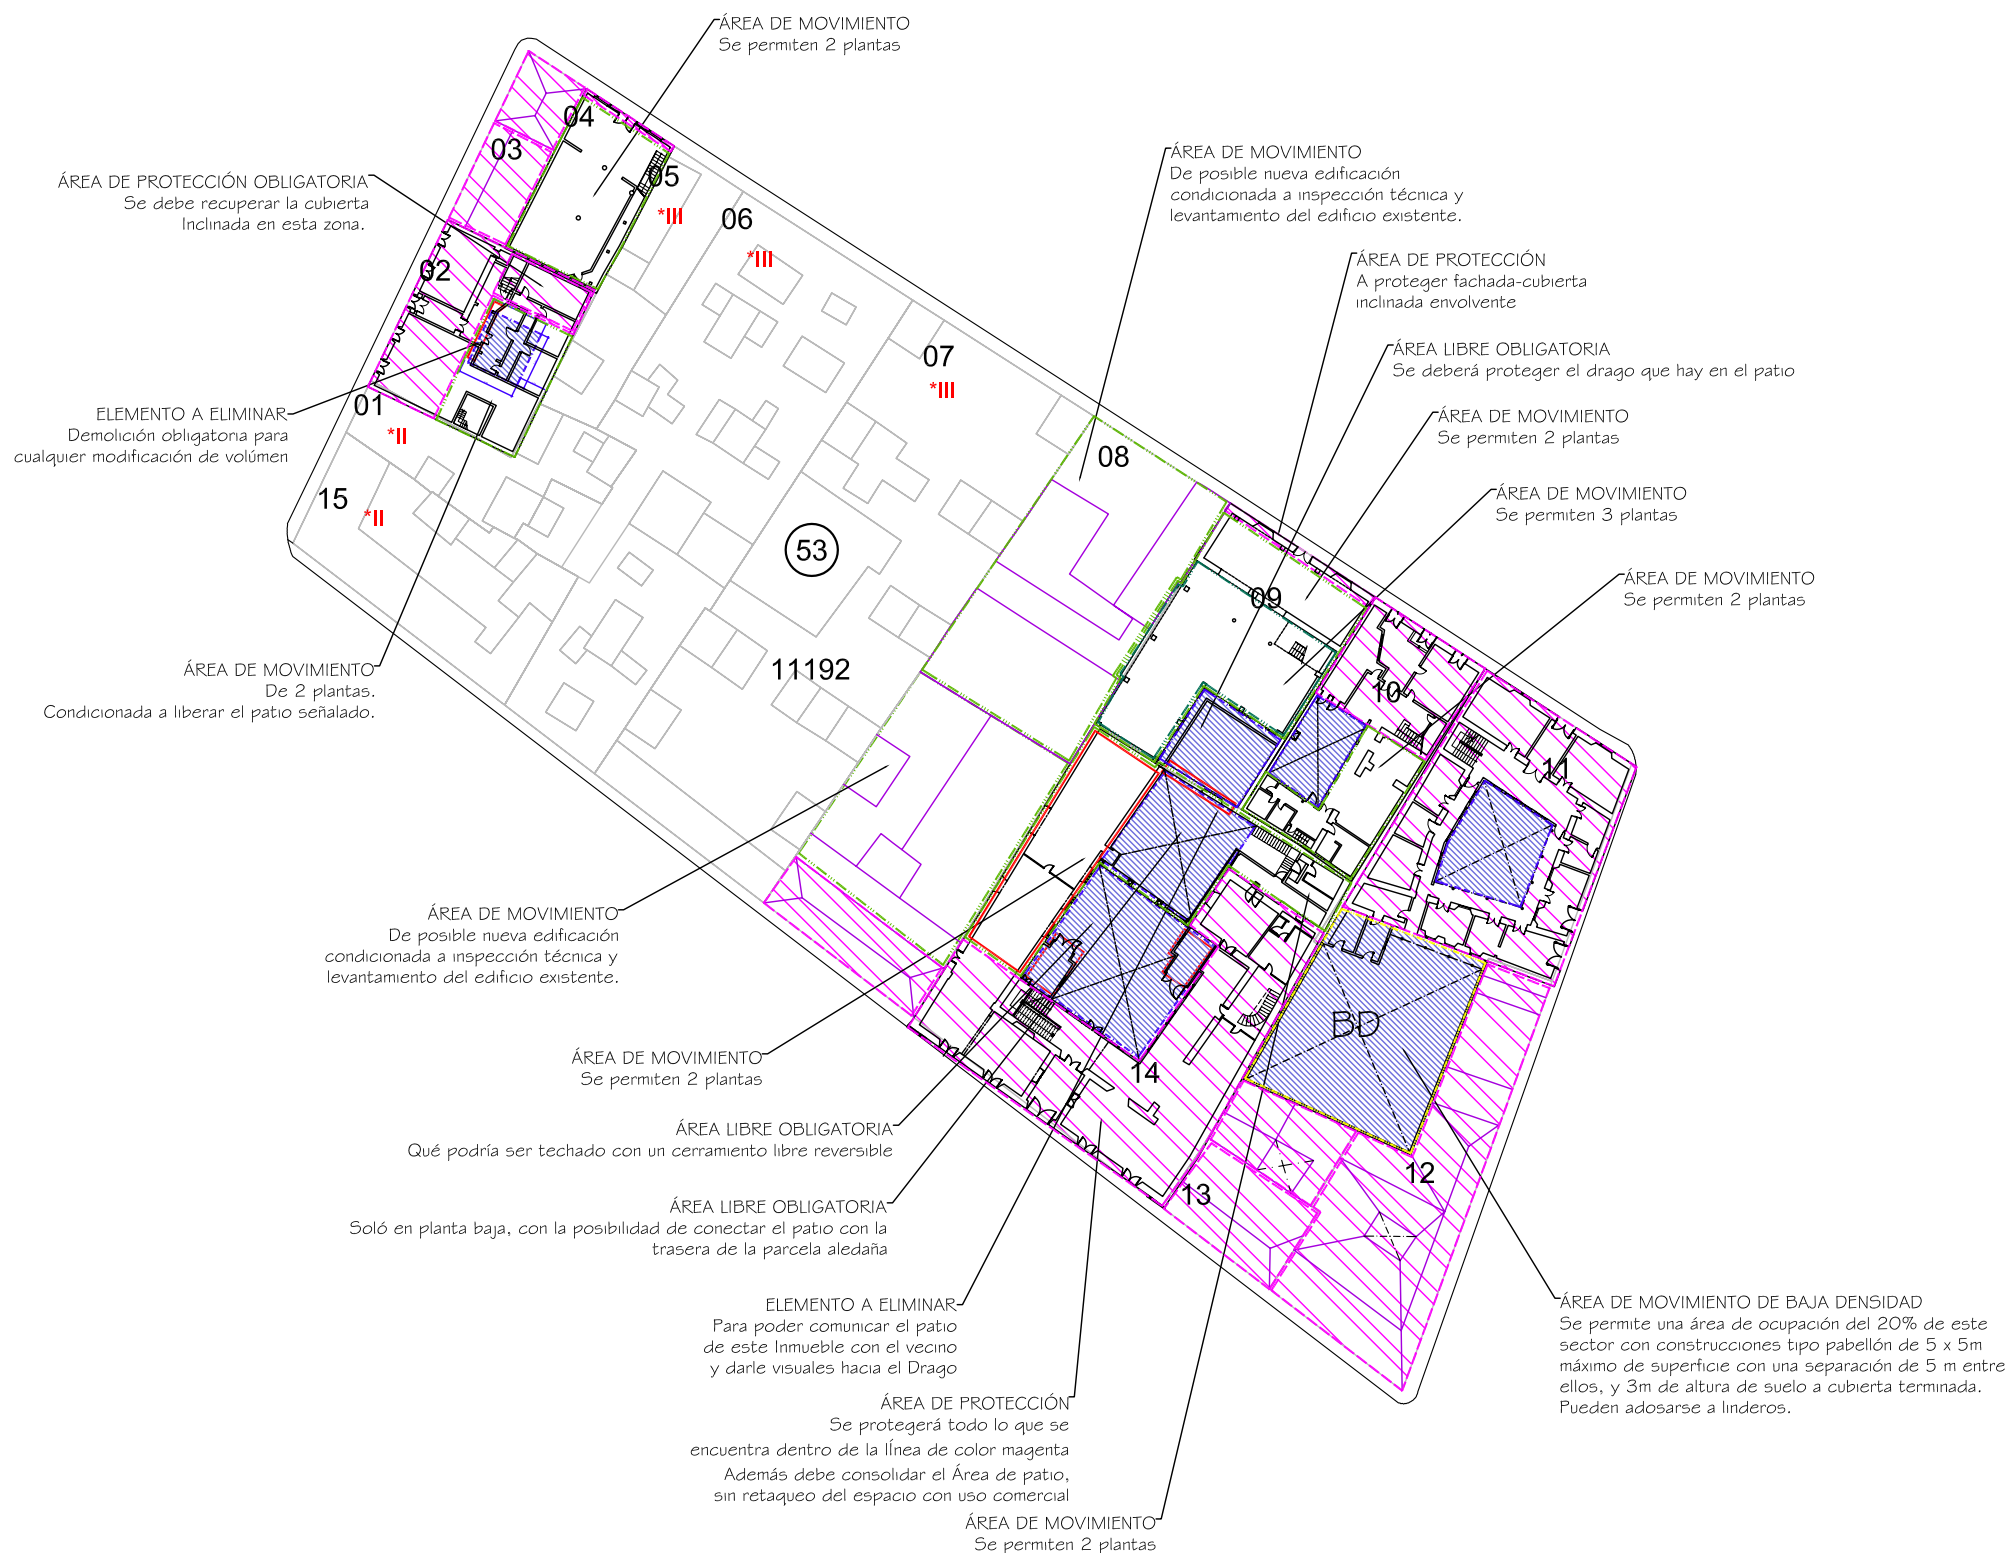 ÁREA DE MOVIMIENTO
Se permiten 2 plantas
ÁREA DE PROTECCIÓN OBLIGATORIA
Se debe recuperar la cubierta
Inclinada en esta zona.
ELEMENTO A ELIMINAR
Demolición obligatoria para
cualquier modificación de volúmen
ÁREA DE MOVIMIENTO
De 2 plantas.
Condicionada a liberar el patio señalado.
ÁREA DE MOVIMIENTO
De posible nueva edificación
condicionada a inspección técnica y
levantamiento del edificio existente.
ÁREA DE PROTECCIÓN
A proteger fachada-cubierta
inclinada envolvente
ÁREA LIBRE OBLIGATORIA
Se deberá proteger el drago que hay en el patio
ÁREA DE MOVIMIENTO
Se permiten 2 plantas
ÁREA DE MOVIMIENTO
Se permiten 3 plantas
ÁREA DE MOVIMIENTO
Se permiten 2 plantas
04
03
05
*III
06
*III
02
07
*III
01
*II
15
*II
08
53
11192
09
10
11
BD
14
13
12
ÁREA DE MOVIMIENTO
De posible nueva edificación
condicionada a inspección técnica y
levantamiento del edificio existente.
ÁREA DE MOVIMIENTO
Se permiten 2 plantas
ÁREA LIBRE OBLIGATORIA
Qué podría ser techado con un cerramiento libre reversible
ÁREA LIBRE OBLIGATORIA
Soló en planta baja, con la posibilidad de conectar el patio con la
trasera de la parcela aledaña
ELEMENTO A ELIMINAR
Para poder comunicar el patio
de este Inmueble con el vecino
y darle visuales hacia el Drago
ÁREA DE PROTECCIÓN
Se protegerá todo lo que se
encuentra dentro de la lÍnea de color magenta
Además debe consolidar el Área de patio,
sin retaqueo del espacio con uso comercial
ÁREA DE MOVIMIENTO
Se permiten 2 plantas
ÁREA DE MOVIMIENTO DE BAJA DENSIDAD
Se permite una área de ocupación del 20% de este
sector con construcciones tipo pabellón de 5 x 5m
máximo de superficie con una separación de 5 m entre
ellos, y 3m de altura de suelo a cubierta terminada.
Pueden adosarse a linderos.